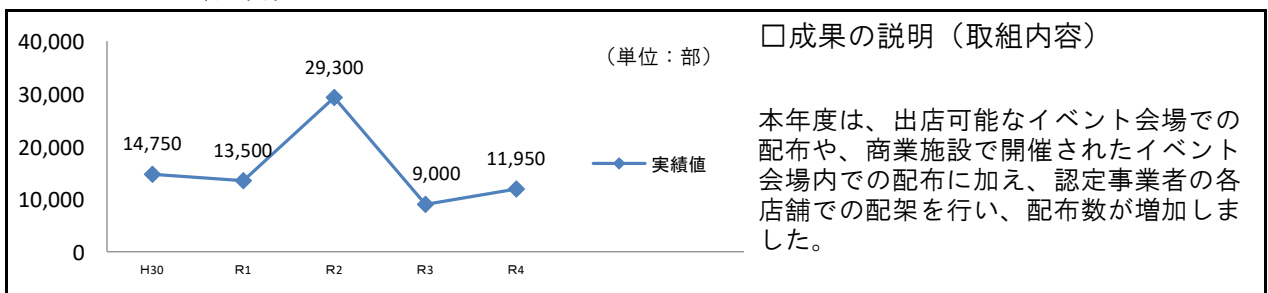 40,000
30,000
20,000
10,000
0
（単位：部）
14,750
13,500
29,300
9,000
11,950
実績値
H30
R1
R2
R3
R4
□成果の説明（取組内容）
本年度は、出店可能なイベント会場での
配布や、商業施設で開催されたイベント
会場内での配布に加え、認定事業者の各
店舗での配架を行い、配布数が増加しま
した。